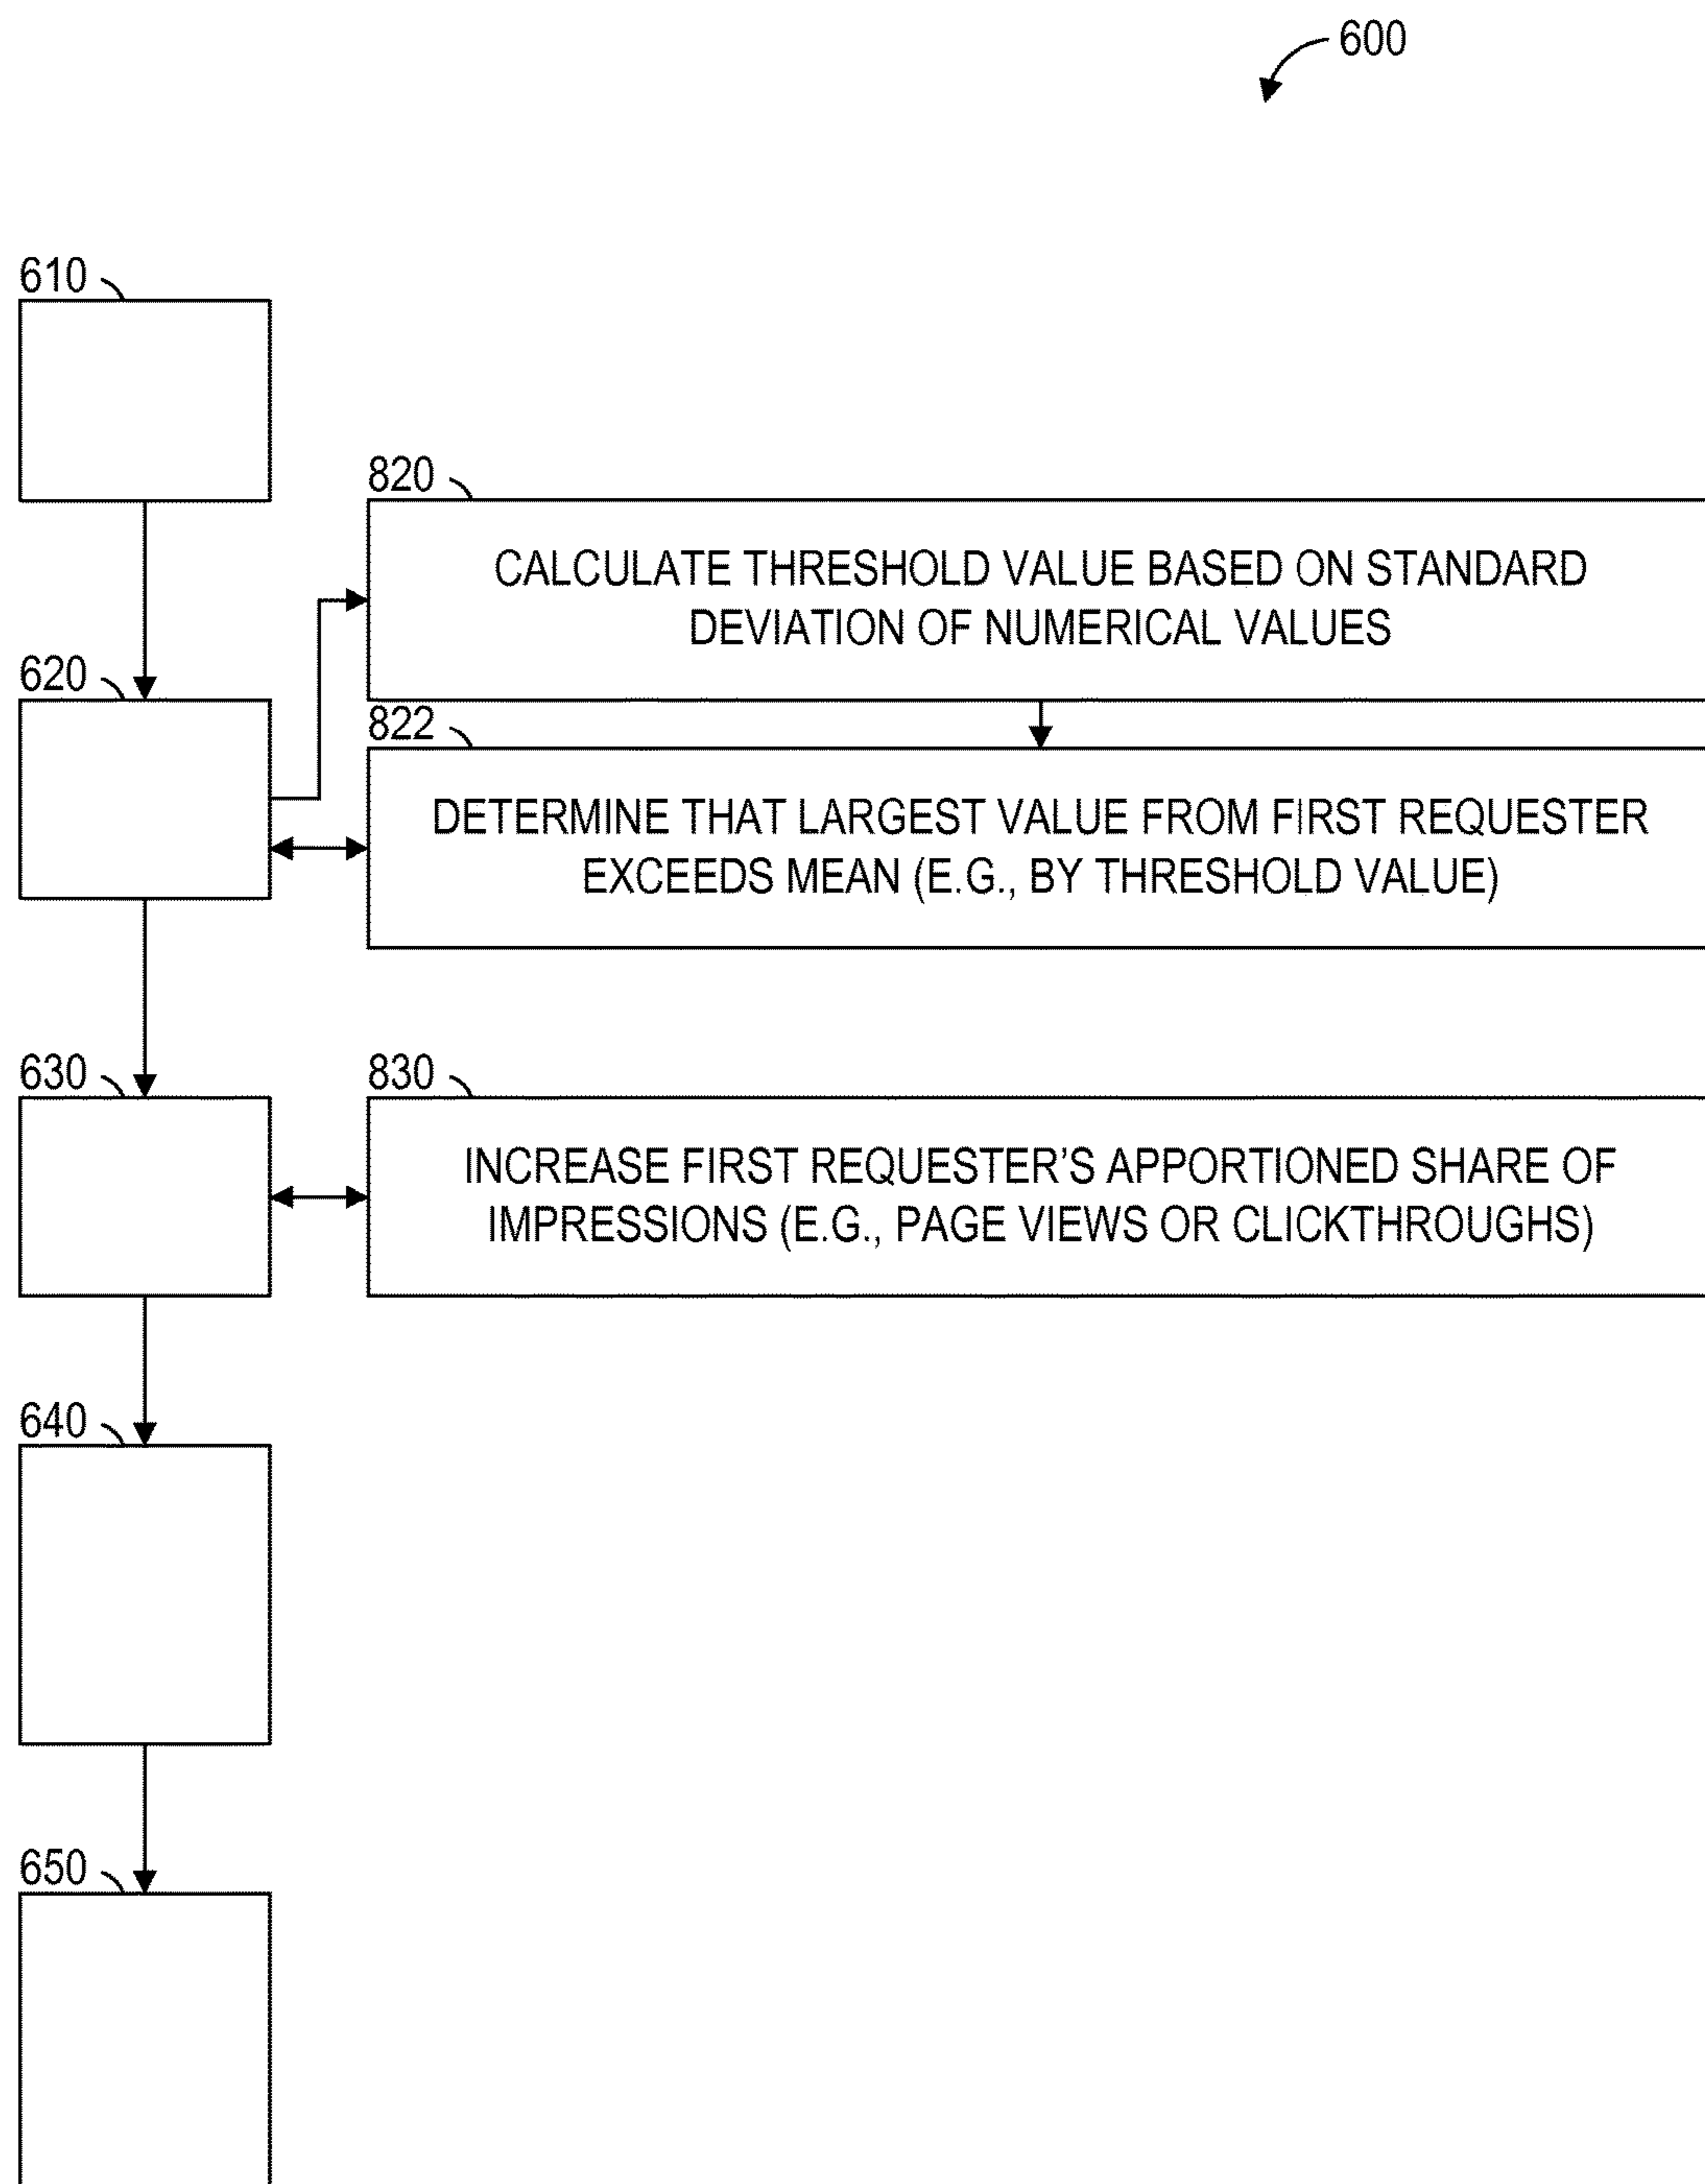 600
610
820
CALCULATE THRESHOLD VALUE BASED ON STANDARD
DEVIATION OF NUMERICAL VALUES
620
822
DETERMINE THAT LARGEST VALUE FROM FIRST REQUESTER
EXCEEDS MEAN (E.G., BY THRESHOLD VALUE)
630
830
INCREASE FIRST REQUESTER'S APPORTIONED SHARE OF
IMPRESSIONS (E.G., PAGE VIEWS OR CLICKTHROUGHS)
640
650